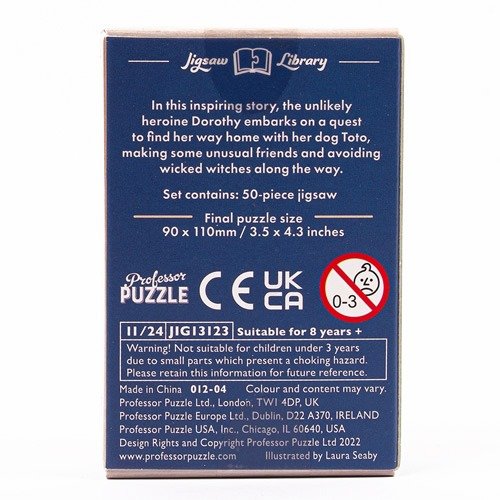 Jigsaw Library
In this inspiring story, the unlikely
heroine Dorothy embarks on a quest
to find her way home with her dog Toto,
making some unusual friends and avoiding
wicked witches along the way.
Set contains: 50-piece jigsaw
Final puzzle size
90 x 110mm / 3.5 x 4.3 inches
Professor
PUZZLE
CE
UK
CA
0-3
11/24 JIG13123 Suitable for 8 years +
Warning! Not suitable for children under 3 years
due to small parts which present a choking hazard.
Please retain this information for future reference.
Made in China 012-04 Colour and content may vary.
Professor Puzzle Ltd., London, TW1 4DP, UK
Professor Puzzle Europe Ltd., Dublin, D22 A370, IRELAND
Professor Puzzle USA, Inc., Chicago, IL 60640, USA
Design Rights and Copyright Professor Puzzle Ltd 2022
www.professorpuzzle.com Illustrated by Laura Seaby